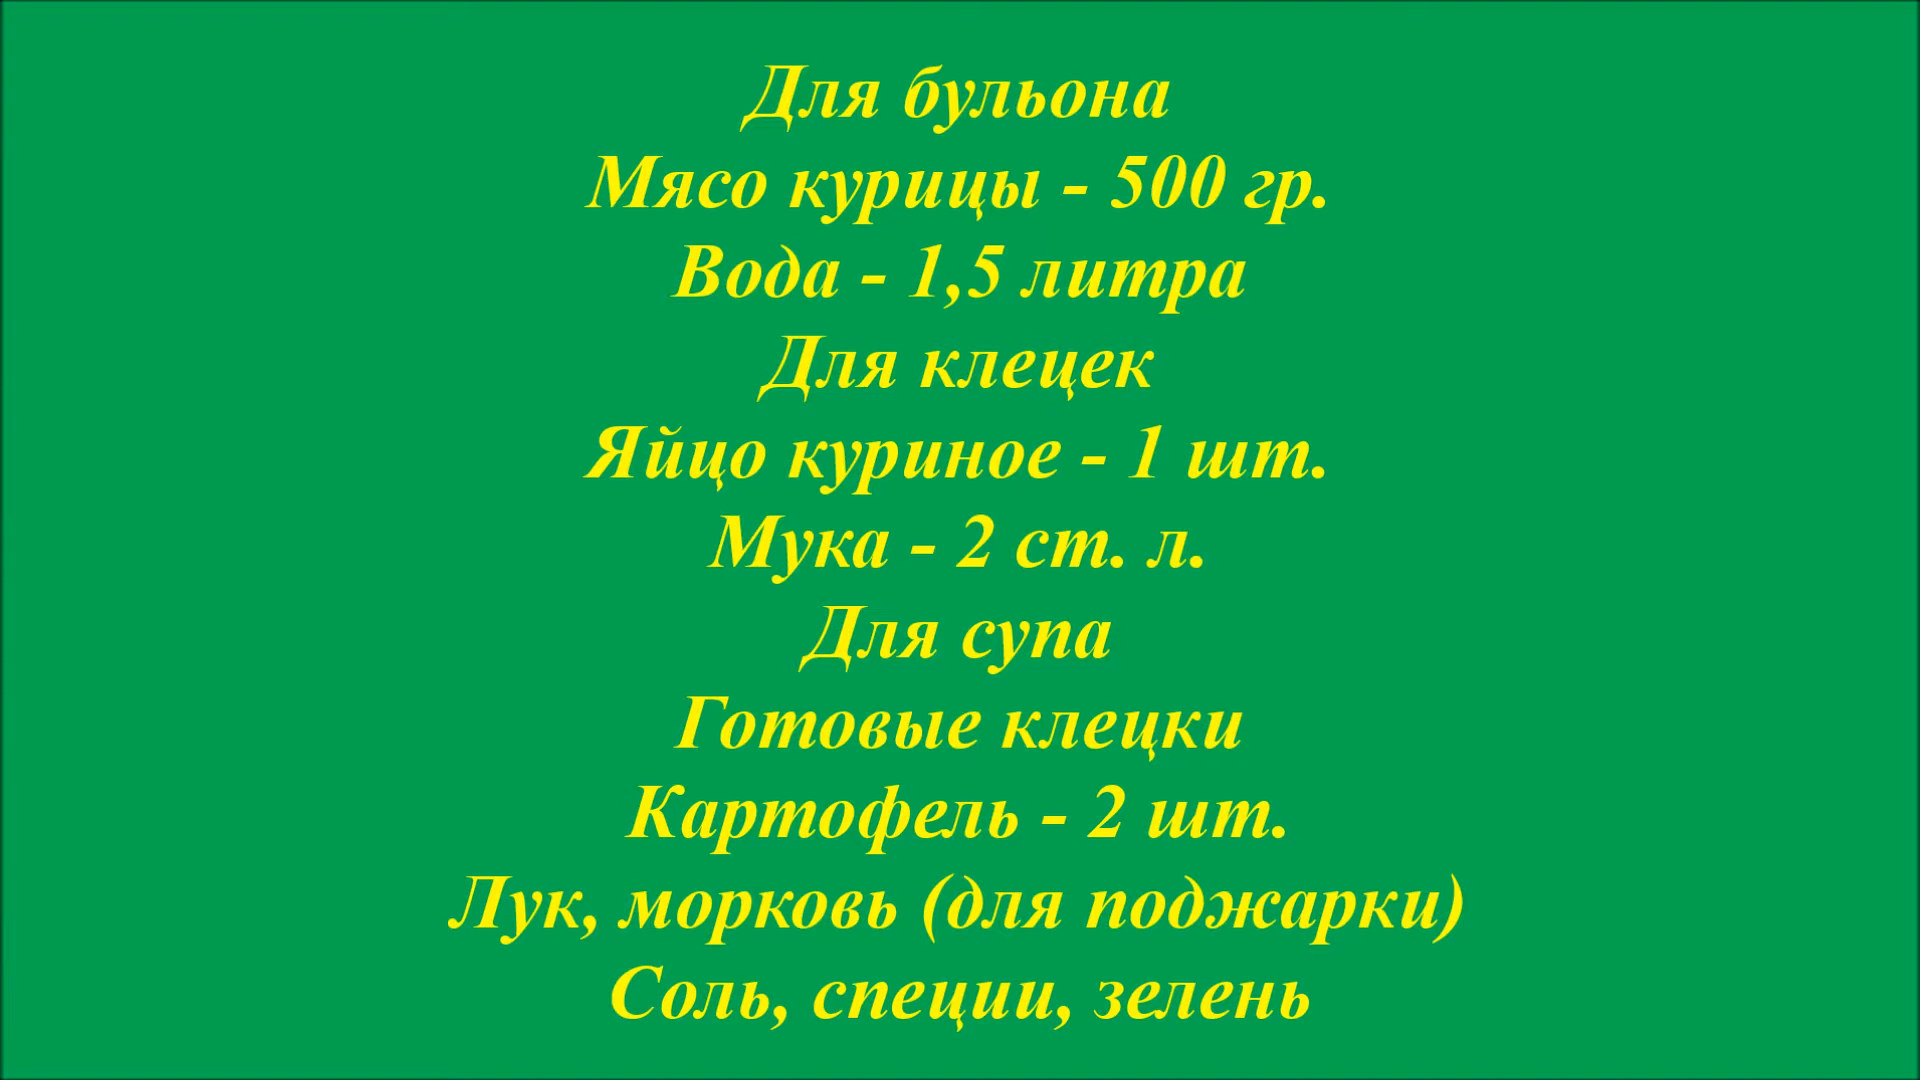 Для бульона
Мясо курицы - 500 гр.
Вода - 1,5 литра
Для клецек
Яйцо куриное - 1 шт.
Мука - 2 ст. л.
Для супа
Готовые клецки
Картофель - 2 шт.
Лук, морковь (для поджарки)
Соль, специи, зелень